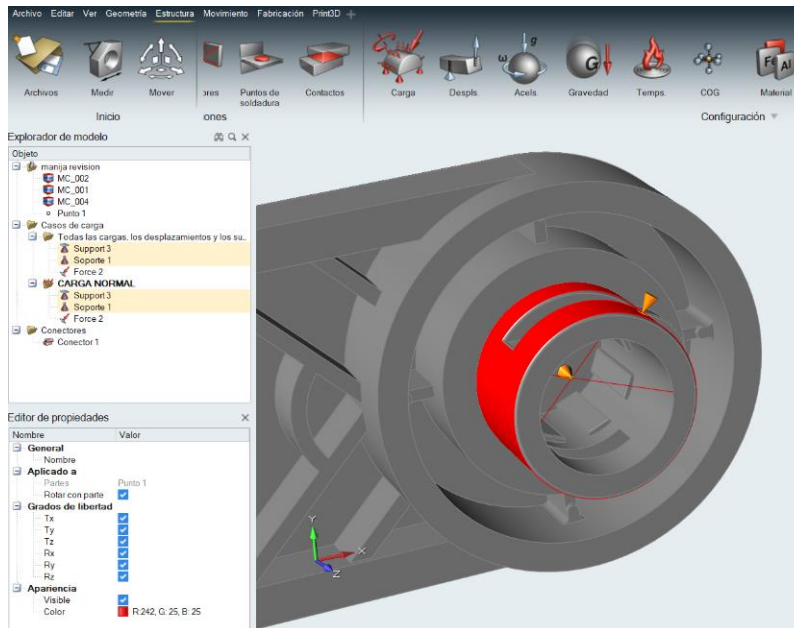 Archivo Editar Ver Geometría Estructura Movimiento Fabricación Print3D
Archivos Medir Mover ores Puntos de soldadura Contactos Carga Despls. Acels. Gravedad Temps. COG Material
Inicio ones Configuración
ω g G Fe Al
Explorador de modelo
Objeto
manija revision
MC_002
MC_001
MC_004
Punto 1
Casos de carga
Todas las cargas, los desplazamientos y los su..
Support 3
Soporte 1
Force 2
CARGA NORMAL
Support 3
Soporte 1
Force 2
Conectores
Conector 1
Editor de propiedades
Nombre Valor
General
Nombre
Aplicado a
Partes Punto 1
Rotar con parte
Grados de libertad
Tx
Ty
Tz
Rx
Ry
Rz
Apariencia
Visible
Color R:242, G: 25, B: 25
Y
X
Z